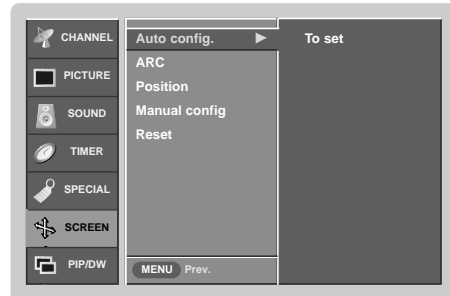 CHANNEL
PICTURE
SOUND
TIMER
SPECIAL
SCREEN
PIP/DW
Auto config. ▶
ARC
Position
Manual config
Reset
To set
MENU Prev.